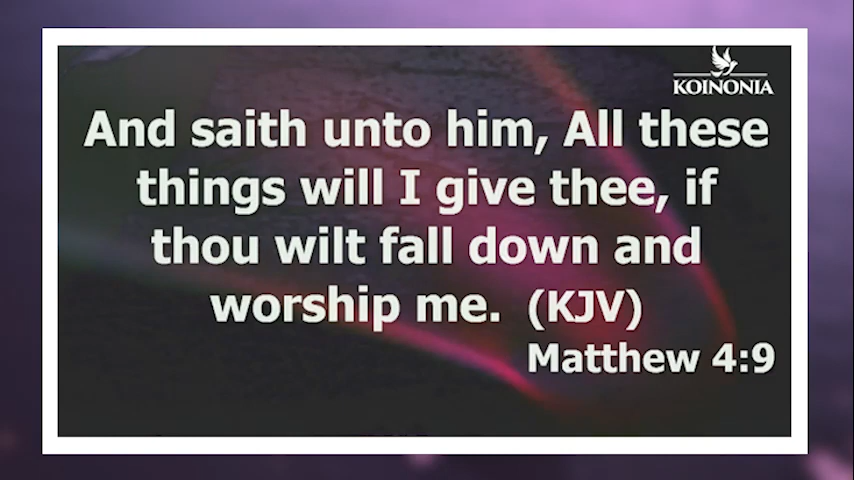 KOINONIA
And saith unto him, All these
things will I give thee, if
thou wilt fall down and
worship me. (KJV)
Matthew 4:9